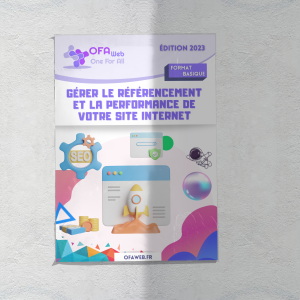 OFA Web
One For All
ÉDITION 2023
FORMAT
BASIQUE
GÉRER LE RÉFÉRENCEMENT
ET LA PERFORMANCE DE
VOTRE SITE INTERNET
SEO
OFAWEB.FR